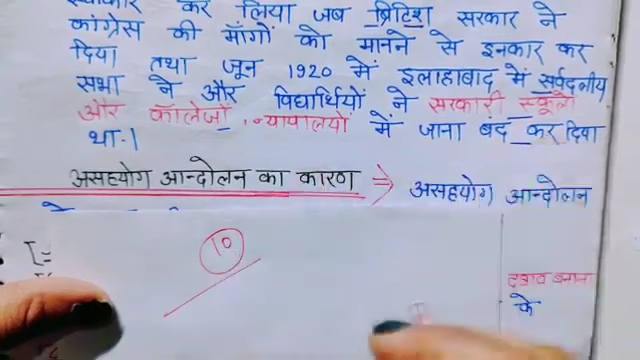 कर लिया जब ब्रिटिश सरकार ने
कांग्रेस की माँगों को मानने से इनकार कर
दिया तथा जून 1920 में इलाहाबाद में सर्वदलीय
सभा ने और विद्यार्थियों ने सरकारी स्कूलों
और कॉलेजों, न्यायालयों में जाना बंद कर दिया
था।
असहयोग आन्दोलन का कारण ⇒ असहयोग आन्दोलन
10
के